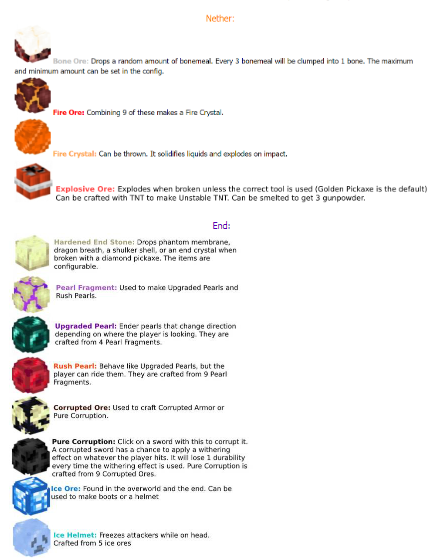 Nether:
Bone Ore: Drops a random amount of bonemeal. Every 3 bonemeal will be clumped into 1 bone. The maximum
and minimum amount can be set in the config.
Fire Ore: Combining 9 of these makes a Fire Crystal.
Fire Crystal: Can be thrown. It solidifies liquids and explodes on impact.
Explosive Ore: Explodes when broken unless the correct tool is used (Golden Pickaxe is the default)
Can be crafted with TNT to make Unstable TNT. Can be smelted to get 3 gunpowder.
End:
Hardened End Stone: Drops phantom membrane,
dragon breath, a shulker shell, or an end crystal when
broken with a diamond pickaxe. The items are
configurable.
Pearl Fragment: Used to make Upgraded Pearls and
Rush Pearls.
Upgraded Pearl: Ender pearls that change direction
depending on where the player is looking. They are
crafted from 4 Pearl Fragments.
Rush Pearl: Behave like Upgraded Pearls, but the
player can ride them. They are crafted from 9 Pearl
Fragments.
Corrupted Ore: Used to craft Corrupted Armor or
Pure Corruption.
Pure Corruption: Click on a sword with this to corrupt it.
A corrupted sword has a chance to apply a withering
effect on whatever the player hits. It will lose 1 durability
every time the withering effect is used. Pure Corruption is
crafted from 9 Corrupted Ores.
Ice Ore: Found in the overworld and the end. Can be
used to make boots or a helmet
Ice Helmet: Freezes attackers while on head.
Crafted from 5 ice ores